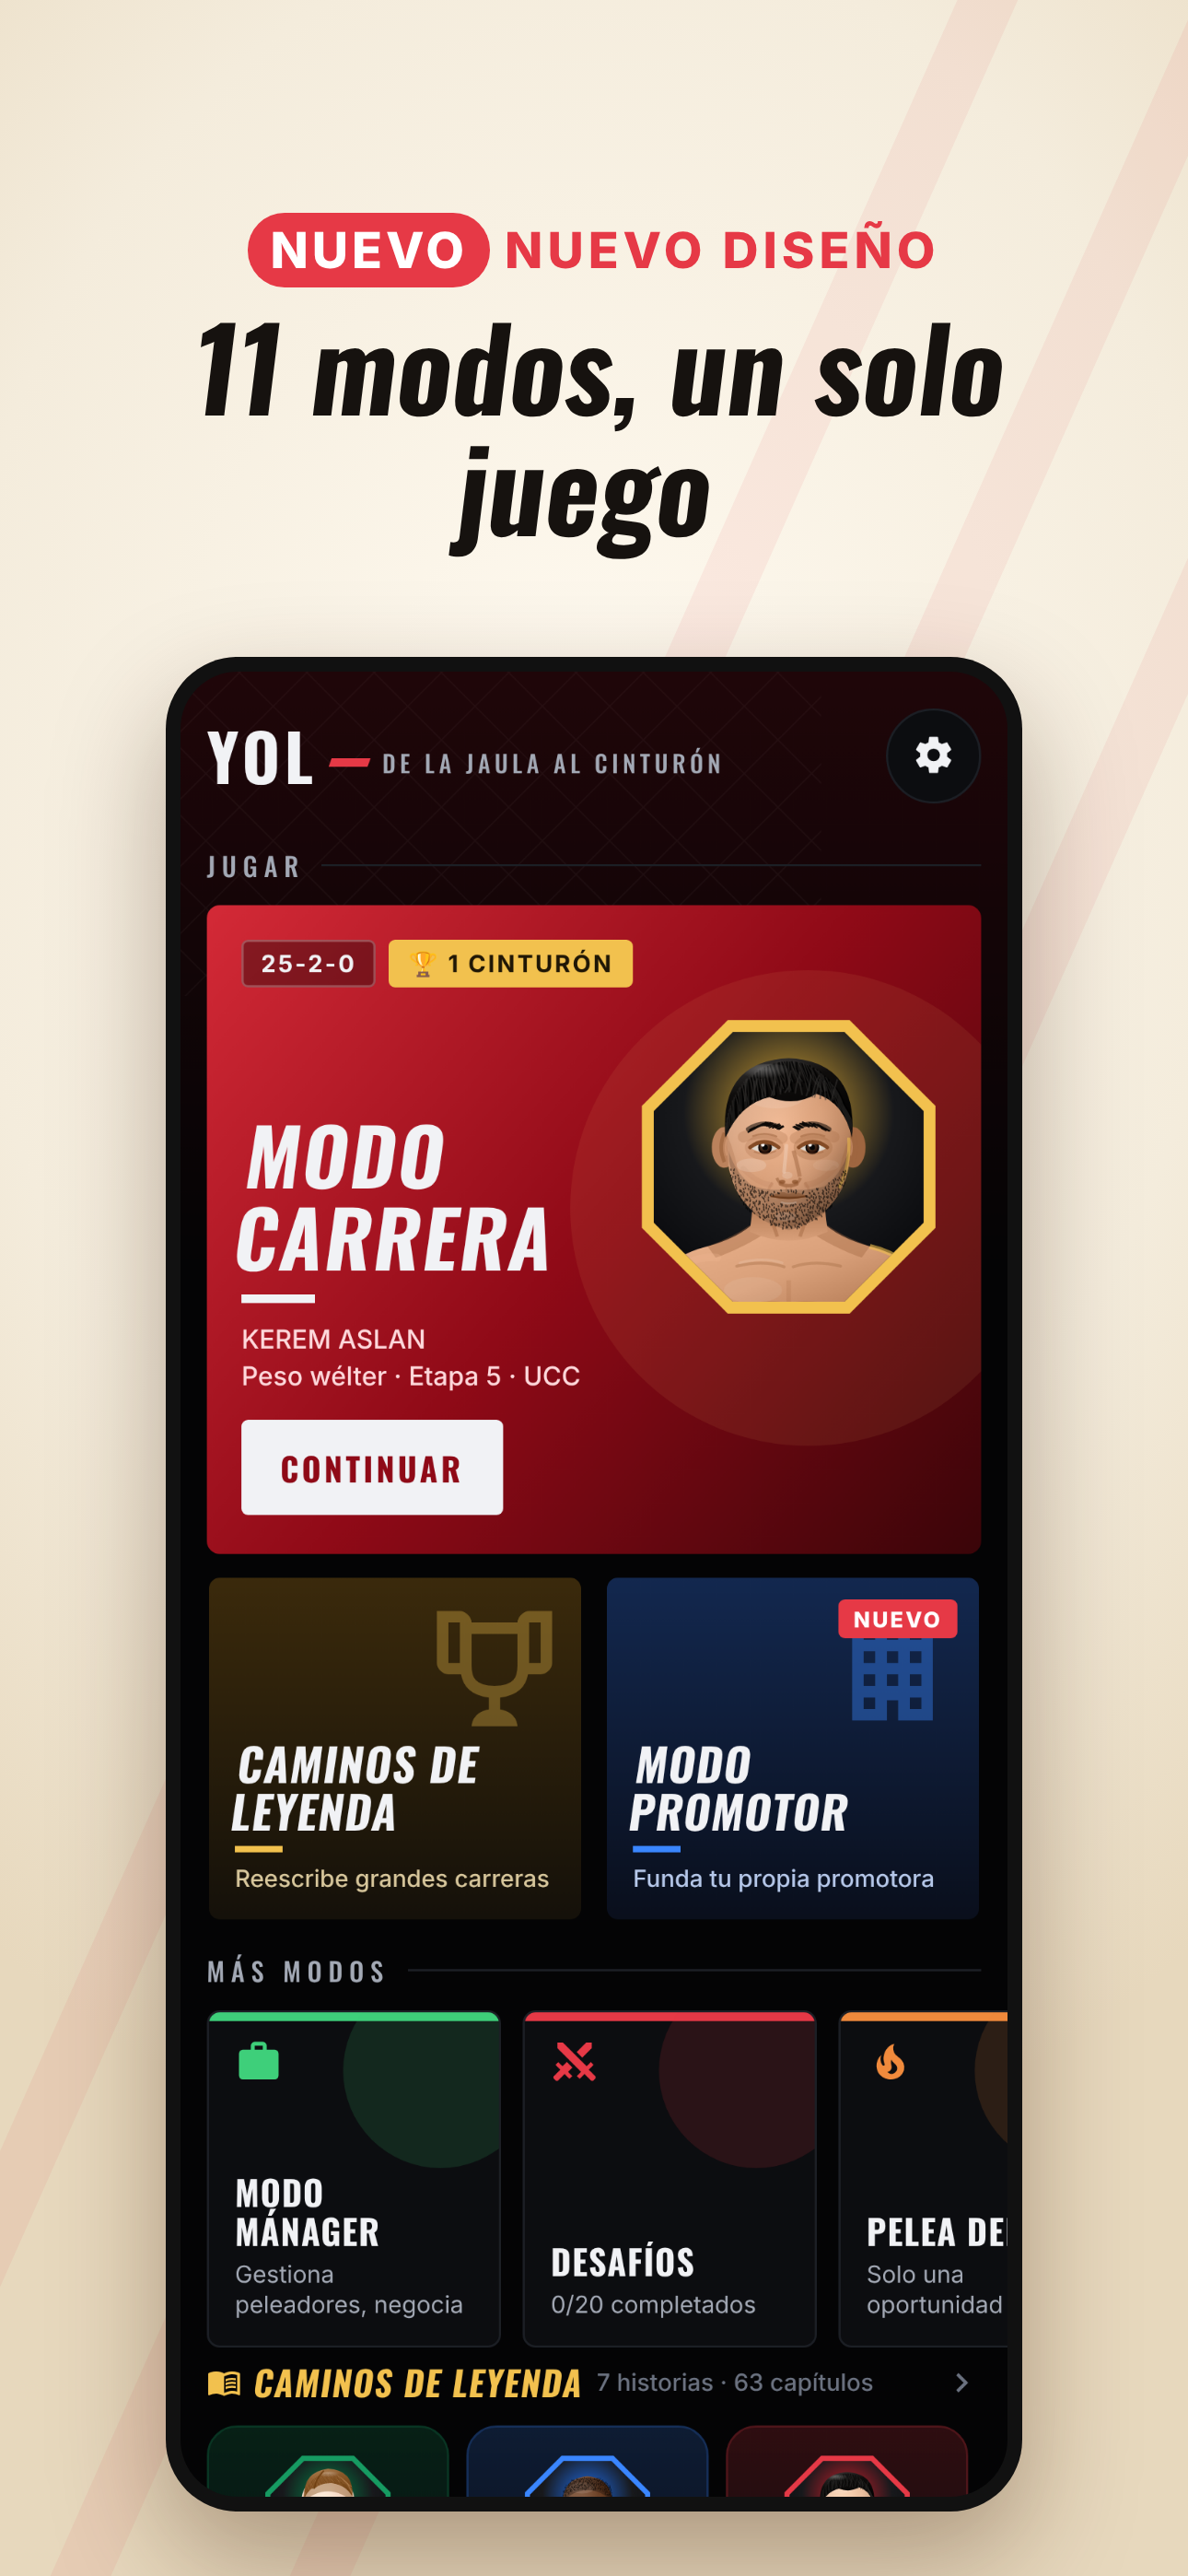 NUEVO NUEVO DISEÑO
11 modos, un solo
juego
YOL DE LA JAULA AL CINTURÓN
JUGAR
25-2-0 🏆 1 CINTURÓN
MODO
CARRERA
KEREM ASLAN
Peso wélter · Etapa 5 · UCC
CONTINUAR
CAMINOS DE
LEYENDA
Reescribe grandes carreras
NUEVO
MODO
PROMOTOR
Funda tu propia promotora
MÁS MODOS
MODO
MÁNAGER
Gestiona
peleadores, negocia
DESAFÍOS
0/20 completados
PELEA
Solo una
oportunidad
CAMINOS DE LEYENDA 7 historias · 63 capítulos